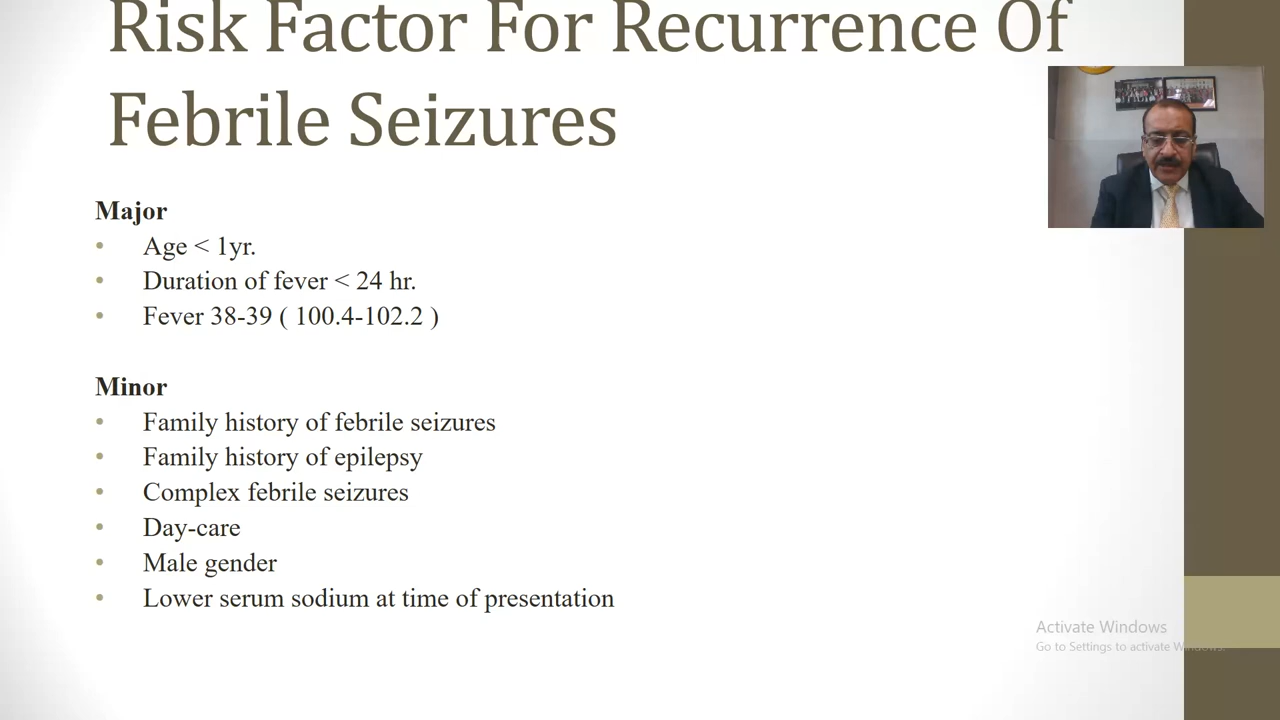 Risk Factor For Recurrence Of
Febrile Seizures
Major
• Age < 1yr.
• Duration of fever < 24 hr.
• Fever 38-39 ( 100.4-102.2 )
Minor
• Family history of febrile seizures
• Family history of epilepsy
• Complex febrile seizures
• Day-care
• Male gender
• Lower serum sodium at time of presentation
Activate Windows
Go to Settings to activate Windows.